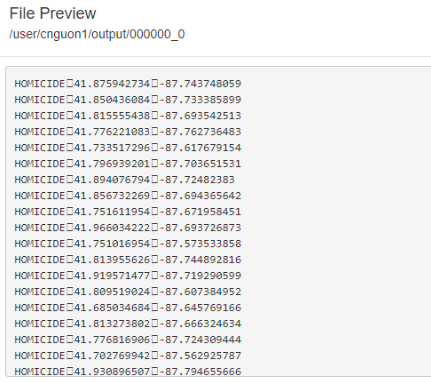 File Preview
/user/cnguon1/output/000000_0
HOMICIDE▯41.875942734▯-87.743748059
HOMICIDE▯41.850436084▯-87.733385899
HOMICIDE▯41.815555438▯-87.693542513
HOMICIDE▯41.776221083▯-87.762736483
HOMICIDE▯41.733517296▯-87.617679154
HOMICIDE▯41.796939201▯-87.703651531
HOMICIDE▯41.894076794▯-87.72482383
HOMICIDE▯41.856732269▯-87.694365642
HOMICIDE▯41.751611954▯-87.671958451
HOMICIDE▯41.966034222▯-87.693726873
HOMICIDE▯41.751016954▯-87.573533858
HOMICIDE▯41.813955626▯-87.744892816
HOMICIDE▯41.919571477▯-87.719290599
HOMICIDE▯41.809519024▯-87.607384952
HOMICIDE▯41.685034684▯-87.645769166
HOMICIDE▯41.813273802▯-87.666324634
HOMICIDE▯41.776816906▯-87.724309444
HOMICIDE▯41.702769942▯-87.562925787
HOMICIDE▯41.930896507▯-87.794655666